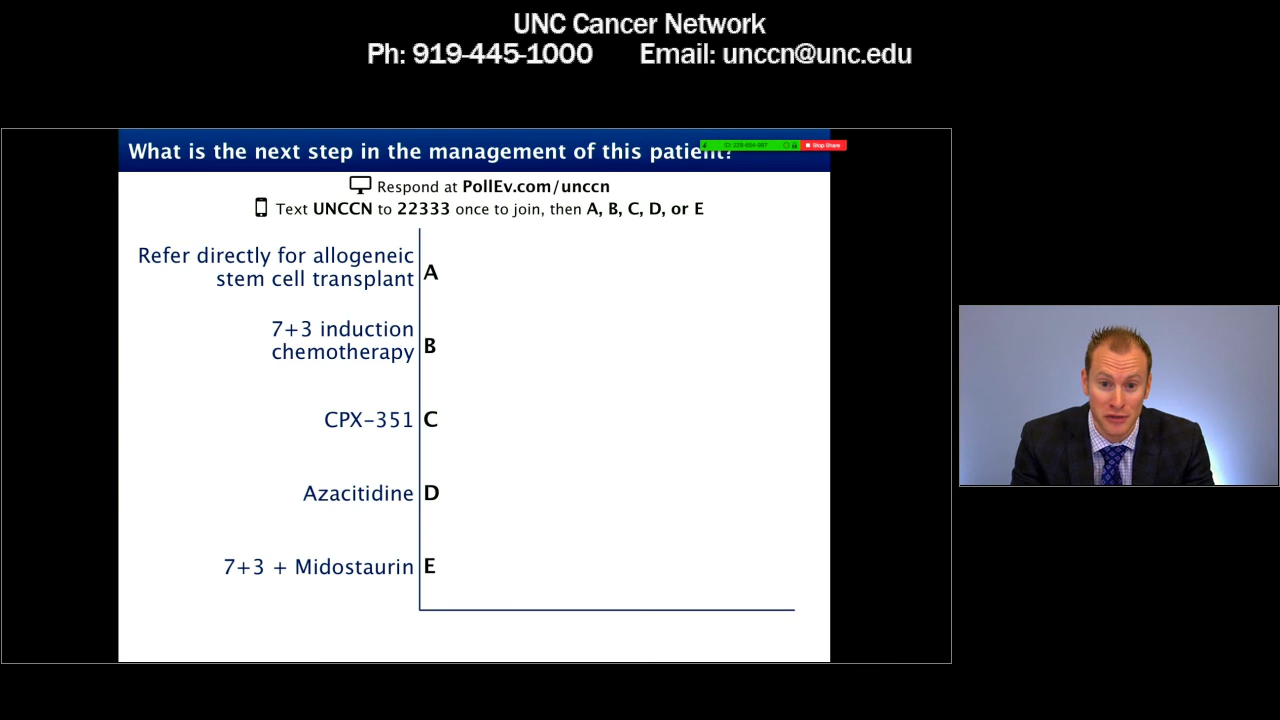 UNC Cancer Network
Ph: 919-445-1000 Email: unccn@unc.edu
What is the next step in the management of this patient?
Stop Share
Respond at PollEv.com/unccn
Text UNCCN to 22333 once to join, then A, B, C, D, or E
Refer directly for allogeneic
stem cell transplant
A
7+3 induction
chemotherapy
B
CPX-351 C
Azacitidine D
7+3 + Midostaurin E